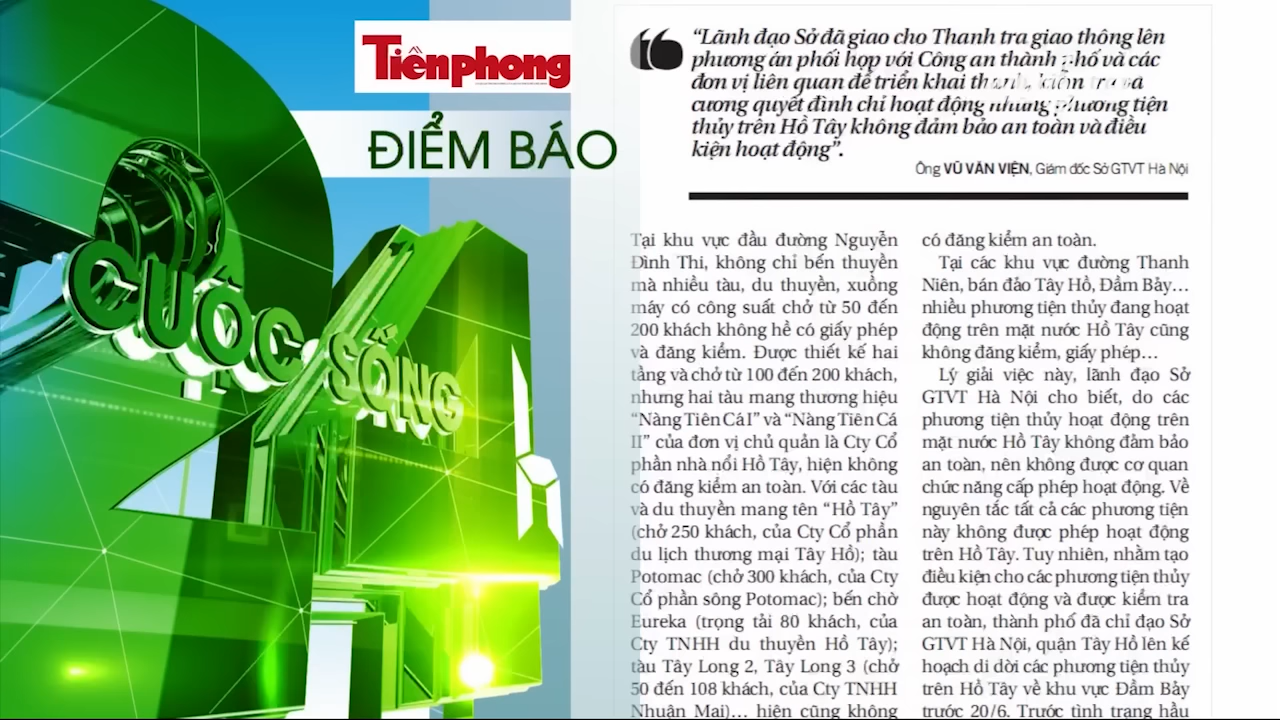 Tiềnphong
ĐIỂM BÁO
CUỘC SỐNG
24h
“Lãnh đạo Sở đã giao cho Thanh tra giao thông lên
phương án phối hợp với Công an thành phố và các
đơn vị liên quan để triển khai thanh, kiểm tra và
cương quyết đình chỉ hoạt động những phương tiện
thủy trên Hồ Tây không đảm bảo an toàn và điều
kiện hoạt động”.
Ông VŨ VĂN VIỆN, Giám đốc Sở GTVT Hà Nội
Tại khu vực đầu đường Nguyễn
Đình Thi, không chỉ bến thuyền
mà nhiều tàu, du thuyền, xuồng
máy có công suất chở từ 50 đến
200 khách không hề có giấy phép
và đăng kiểm. Được thiết kế hai
tầng và chở từ 100 đến 200 khách,
nhưng hai tàu mang thương hiệu
“Nàng Tiên Cá I” và “Nàng Tiên Cá
II” của đơn vị chủ quản là Cty Cổ
phần nhà nổi Hồ Tây, hiện không
có đăng kiểm an toàn. Với các tàu
và du thuyền mang tên “Hồ Tây”
(chở 250 khách, của Cty Cổ phần
du lịch thương mại Tây Hồ); tàu
Potomac (chở 300 khách, của Cty
Cổ phần sông Potomac); bến chờ
Eureka (trọng tải 80 khách, của
Cty TNHH du thuyền Hồ Tây);
tàu Tây Long 2, Tây Long 3 (chở
50 đến 108 khách, của Cty TNHH
Nhuận Mai)… hiện cũng không
có đăng kiểm an toàn.
Tại các khu vực đường Thanh
Niên, bán đảo Tây Hồ, Đầm Bảy…
nhiều phương tiện thủy đang hoạt
động trên mặt nước Hồ Tây cũng
không đăng kiểm, giấy phép…
Lý giải việc này, lãnh đạo Sở
GTVT Hà Nội cho biết, do các
phương tiện thủy hoạt động trên
mặt nước Hồ Tây không đảm bảo
an toàn, nên không được cơ quan
chức năng cấp phép hoạt động. Về
nguyên tắc tất cả các phương tiện
này không được phép hoạt động
trên Hồ Tây. Tuy nhiên, nhằm tạo
điều kiện cho các phương tiện thủy
được hoạt động và được kiểm tra
an toàn, thành phố đã chỉ đạo Sở
GTVT Hà Nội, quận Tây Hồ lên kế
hoạch di dời các phương tiện thủy
trên Hồ Tây về khu vực Đầm Bảy
trước 20/6. Trước tình trạng hầu